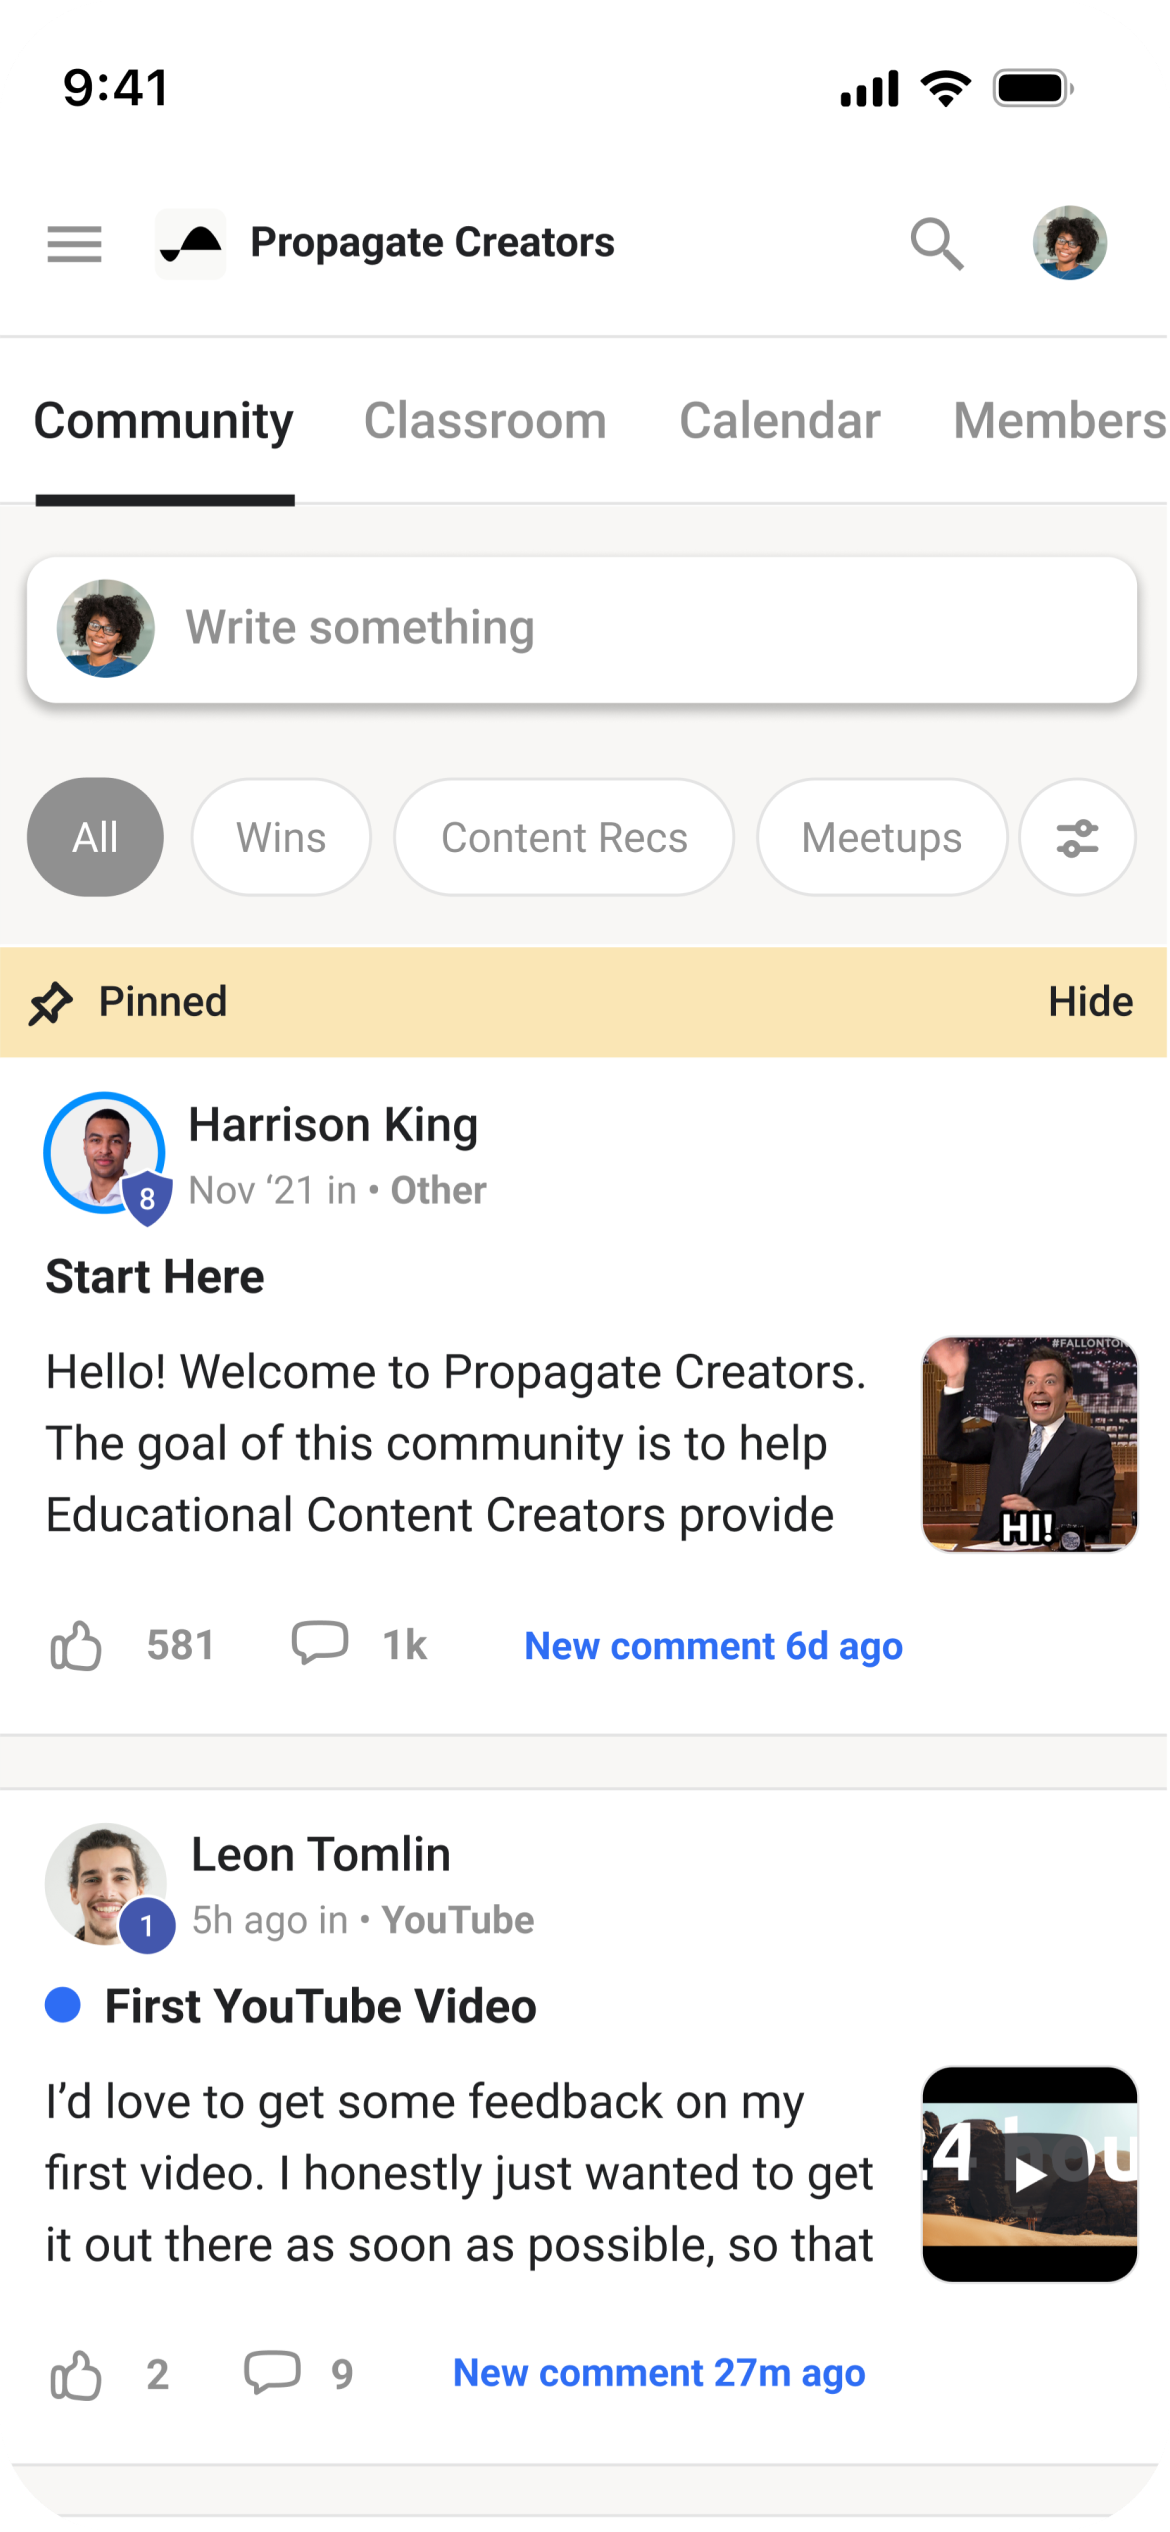 9:41
Propagate Creators
Community Classroom Calendar Members
Write something
All Wins Content Recs Meetups
Pinned Hide
Harrison King
8
Nov ‘21 in • Other
Start Here
Hello! Welcome to Propagate Creators.
The goal of this community is to help
Educational Content Creators provide
#FALLONTON
HI!
581 1k New comment 6d ago
Leon Tomlin
1
5h ago in • YouTube
First YouTube Video
I’d love to get some feedback on my
first video. I honestly just wanted to get
it out there as soon as possible, so that
24 hou
2 9 New comment 27m ago